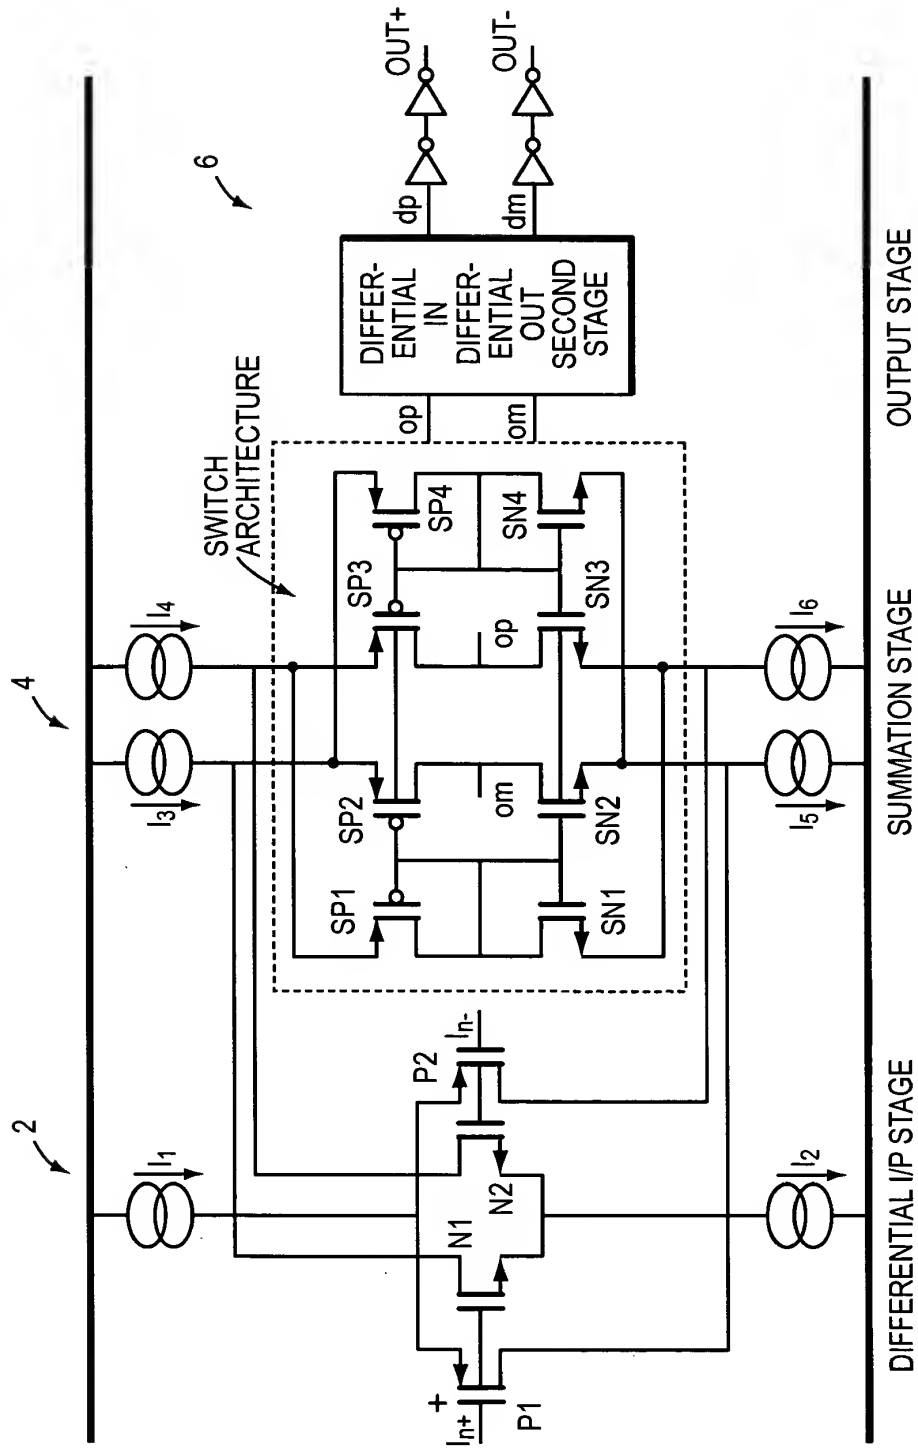 2
4
6
I1
I3
I4
SWITCH
ARCHITECTURE
OUT+
OUT-
dp
dm
DIFFER-
ENTIAL
IN
DIFFER-
ENTIAL
OUT
SECOND
STAGE
op
om
SP1
SP2
SP3
SP4
om
op
SN1
SN2
SN3
SN4
In+
+
P1
N1
N2
P2
In-
I2
I5
I6
DIFFERENTIAL I/P STAGE
SUMMATION STAGE
OUTPUT STAGE